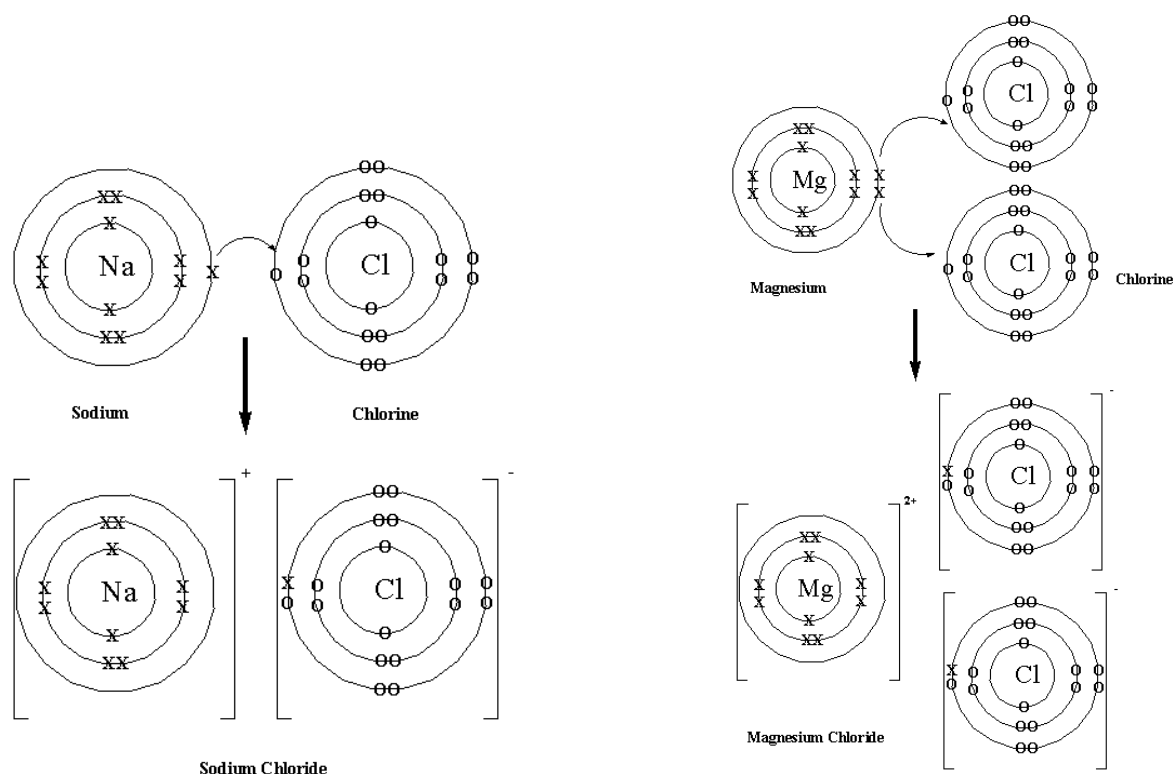 Na
Cl
Sodium
Chlorine
+
-
Na
Cl
Sodium Chloride
Cl
Mg
Cl
Magnesium
Chlorine
2+
-
Mg
Cl
-
Cl
Magnesium Chloride